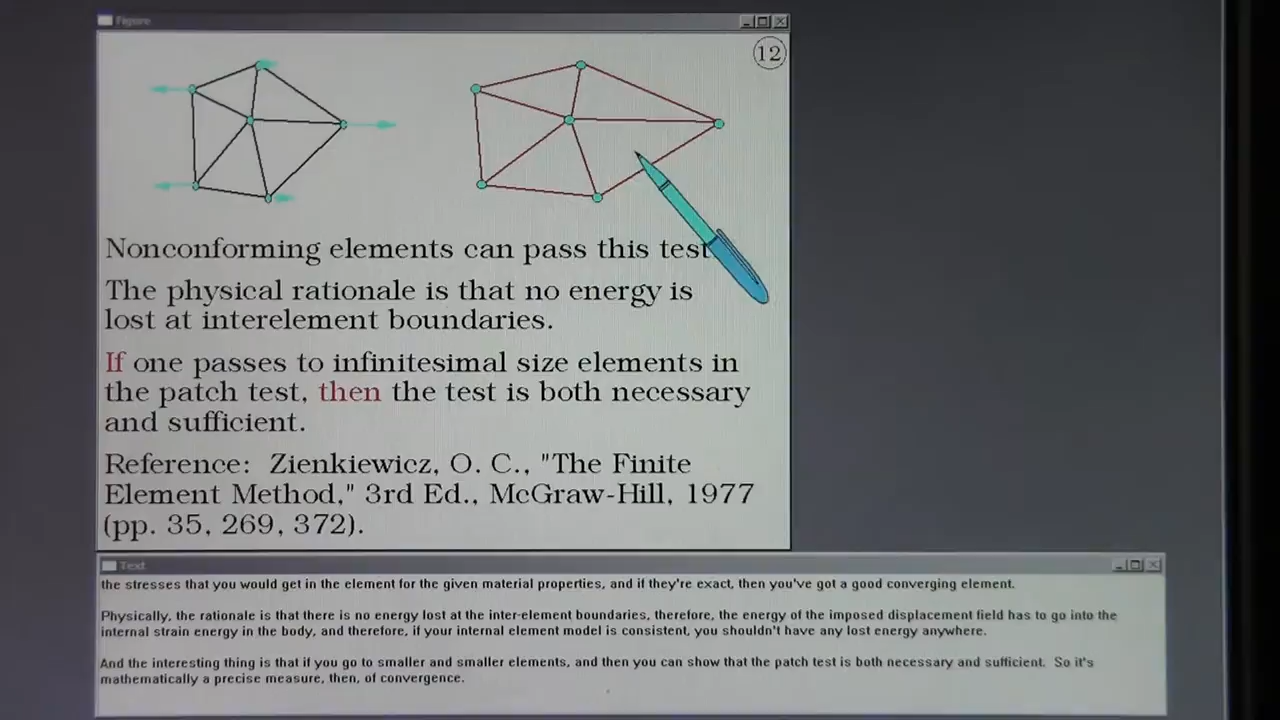 Figure
12
Nonconforming elements can pass this test
The physical rationale is that no energy is
lost at interelement boundaries.
If one passes to infinitesimal size elements in
the patch test, then the test is both necessary
and sufficient.
Reference: Zienkiewicz, O. C., "The Finite
Element Method," 3rd Ed., McGraw-Hill, 1977
(pp. 35, 269, 372).
Text
the stresses that you would get in the element for the given material properties, and if they're exact, then you've got a good converging element.
Physically, the rationale is that there is no energy lost at the inter-element boundaries, therefore, the energy of the imposed displacement field has to go into the
internal strain energy in the body, and therefore, if your internal element model is consistent, you shouldn't have any lost energy anywhere.
And the interesting thing is that if you go to smaller and smaller elements, and then you can show that the patch test is both necessary and sufficient. So it's
mathematically a precise measure, then, of convergence.